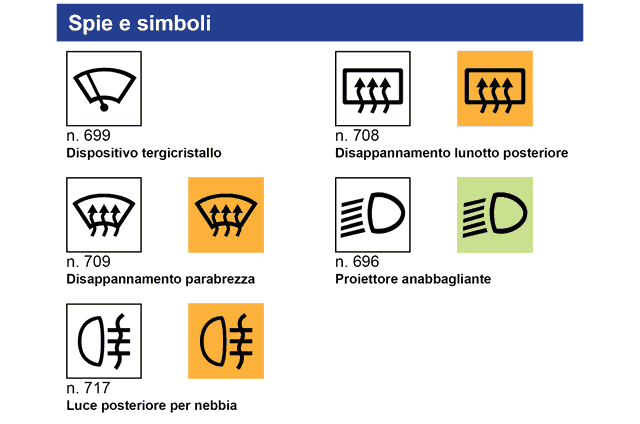 Spie e simboli
n. 699
Dispositivo tergicristallo
n. 708
Disappannamento lunotto posteriore
n. 709
Disappannamento parabrezza
n. 696
Proiettore anabbagliante
n. 717
Luce posteriore per nebbia